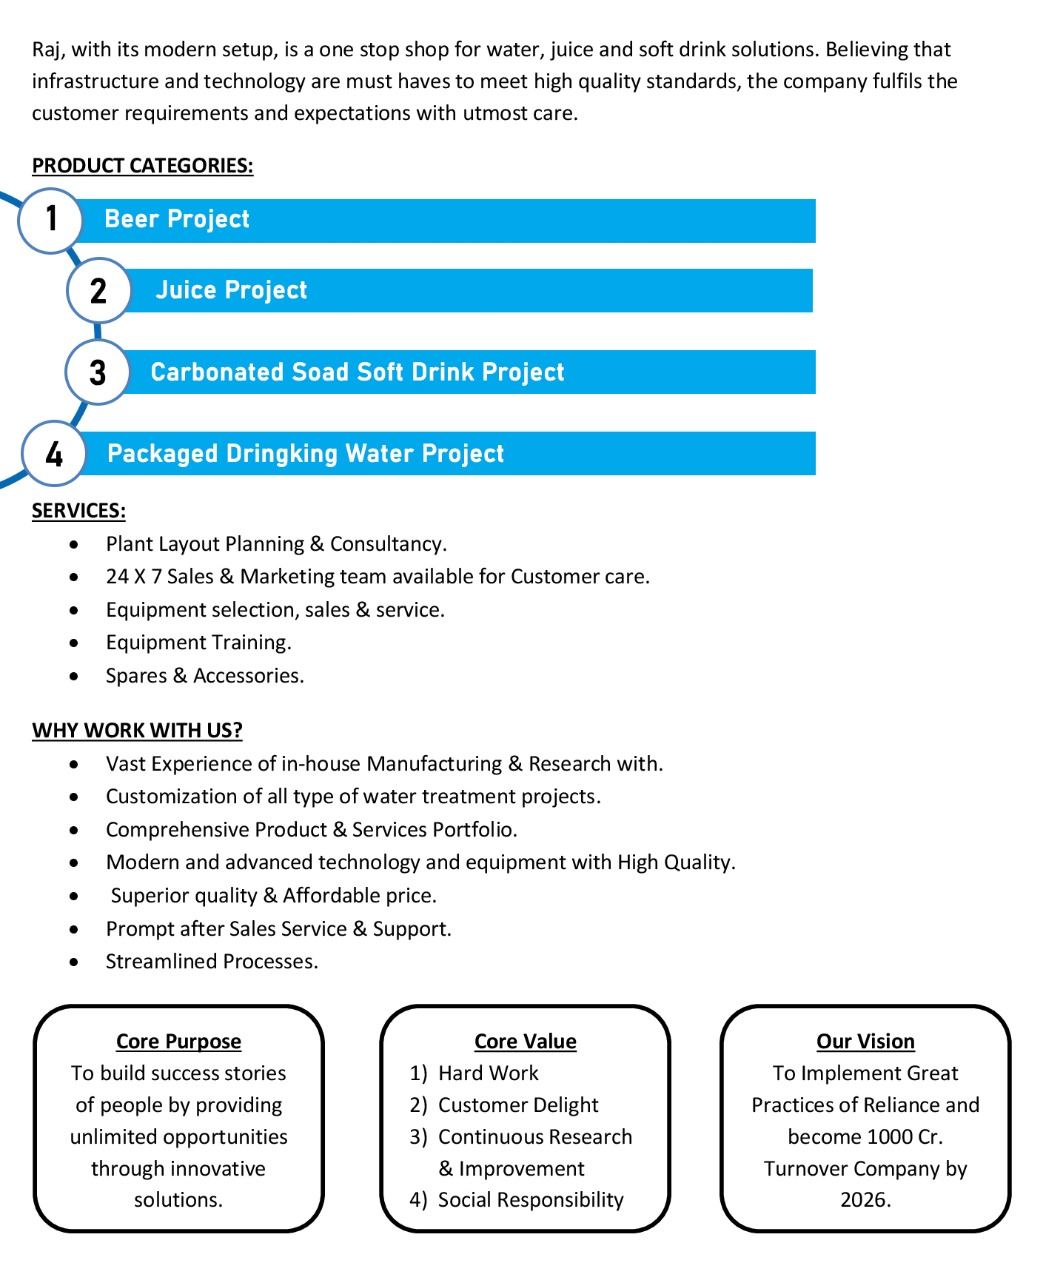 Raj, with its modern setup, is a one stop shop for water, juice and soft drink solutions. Believing that
infrastructure and technology are must haves to meet high quality standards, the company fulfils the
customer requirements and expectations with utmost care.
PRODUCT CATEGORIES:
1 Beer Project
2 Juice Project
3 Carbonated Soad Soft Drink Project
4 Packaged Dringking Water Project
SERVICES:
• Plant Layout Planning & Consultancy.
• 24 X 7 Sales & Marketing team available for Customer care.
• Equipment selection, sales & service.
• Equipment Training.
• Spares & Accessories.
WHY WORK WITH US?
• Vast Experience of in-house Manufacturing & Research with.
• Customization of all type of water treatment projects.
• Comprehensive Product & Services Portfolio.
• Modern and advanced technology and equipment with High Quality.
• Superior quality & Affordable price.
• Prompt after Sales Service & Support.
• Streamlined Processes.
Core Purpose
To build success stories
of people by providing
unlimited opportunities
through innovative
solutions.
Core Value
1) Hard Work
2) Customer Delight
3) Continuous Research
& Improvement
4) Social Responsibility
Our Vision
To Implement Great
Practices of Reliance and
become 1000 Cr.
Turnover Company by
2026.